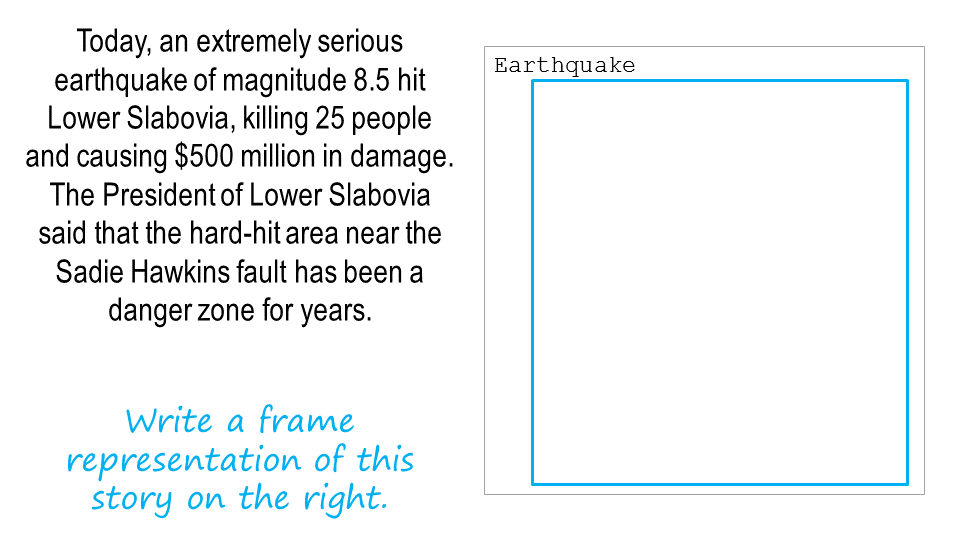 Today, an extremely serious
earthquake of magnitude 8.5 hit
Lower Slabovia, killing 25 people
and causing $500 million in damage.
The President of Lower Slabovia
said that the hard-hit area near the
Sadie Hawkins fault has been a
danger zone for years.
Write a frame
representation of this
story on the right.
Earthquake